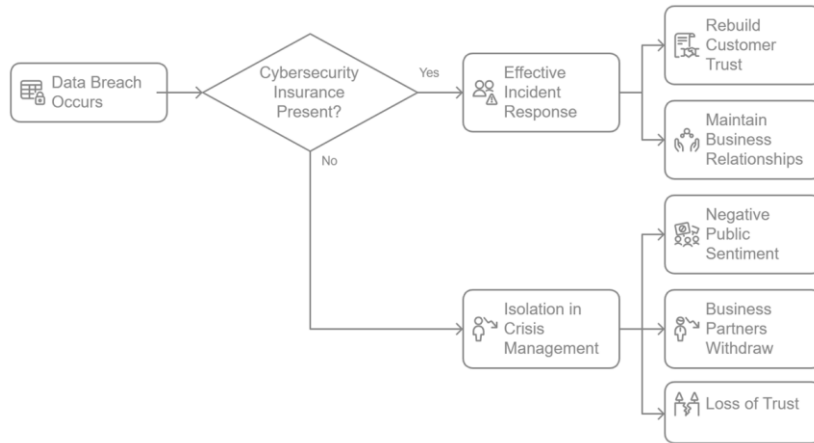 Data Breach
Occurs
Cybersecurity
Insurance
Present?
Yes
No
Effective
Incident
Response
Rebuild
Customer
Trust
Maintain
Business
Relationships
Isolation in
Crisis
Management
Negative
Public
Sentiment
Business
Partners
Withdraw
Loss of Trust